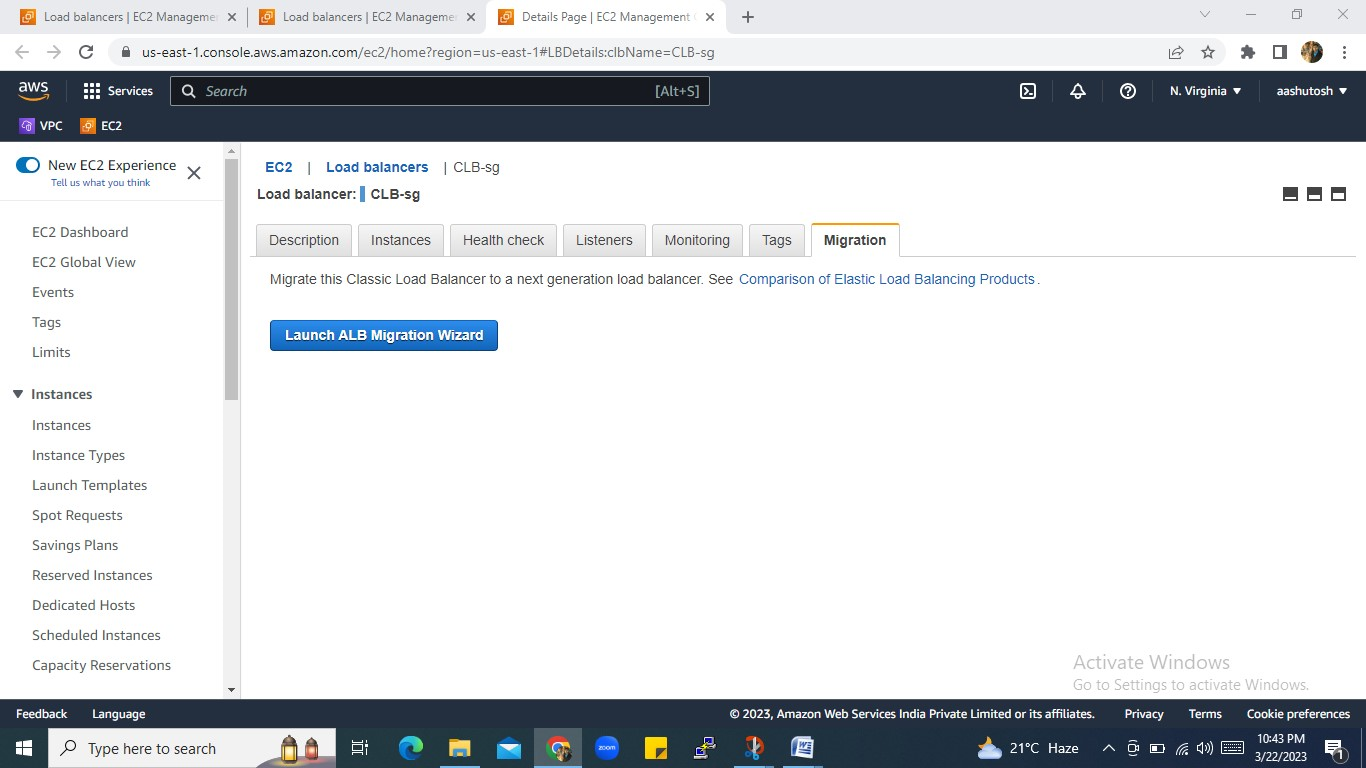 Load balancers | EC2 Manageme
Load balancers | EC2 Manageme
Details Page | EC2 Management
us-east-1.console.aws.amazon.com/ec2/home?region=us-east-1#LBDetails:clbName=CLB-sg
aws
Services
Search
[Alt+S]
N. Virginia
aashutosh
VPC
EC2
New EC2 Experience
Tell us what you think
EC2 Dashboard
EC2 Global View
Events
Tags
Limits
Instances
Instances
Instance Types
Launch Templates
Spot Requests
Savings Plans
Reserved Instances
Dedicated Hosts
Scheduled Instances
Capacity Reservations
EC2 | Load balancers | CLB-sg
Load balancer: CLB-sg
Description
Instances
Health check
Listeners
Monitoring
Tags
Migration
Migrate this Classic Load Balancer to a next generation load balancer. See Comparison of Elastic Load Balancing Products.
Launch ALB Migration Wizard
Activate Windows
Go to Settings to activate Windows.
Feedback
Language
© 2023, Amazon Web Services India Private Limited or its affiliates.
Privacy
Terms
Cookie preferences
Type here to search
zoom
21°C Haze
10:43 PM
3/22/2023
1